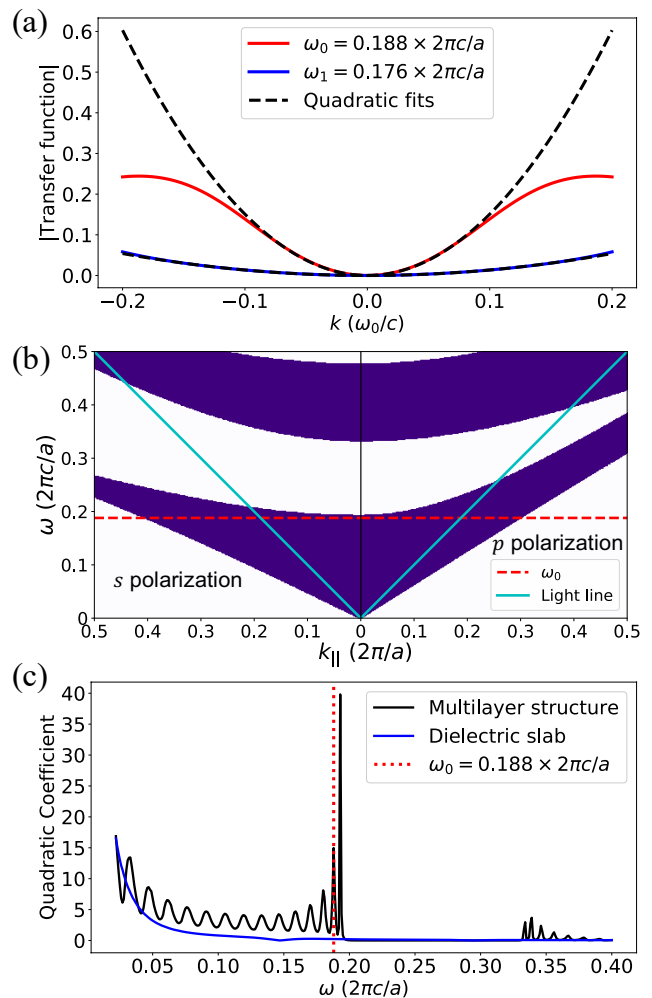 (a)
0.6
0.5
0.4
0.3
0.2
0.1
0.0
|Transfer function|
ω₀ = 0.188 × 2πc/a
ω₁ = 0.176 × 2πc/a
Quadratic fits
−0.2 −0.1 0.0 0.1 0.2
k (ω₀/c)
(b)
0.5
0.4
0.3
0.2
0.1
0
ω (2πc/a)
s polarization
p polarization
ω₀
Light line
0.5 0.4 0.3 0.2 0.1 0 0.1 0.2 0.3 0.4 0.5
k|| (2π/a)
(c)
40
35
30
25
20
15
10
5
0
Quadratic Coefficient
Multilayer structure
Dielectric slab
ω₀ = 0.188 × 2πc/a
0.05 0.10 0.15 0.20 0.25 0.30 0.35 0.40
ω (2πc/a)